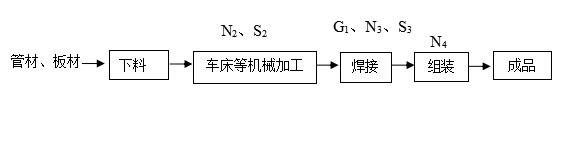 N₂、S₂
G₁、N₃、S₃
N₄
管材、板材
下料
车床等机械加工
焊接
组装
成品